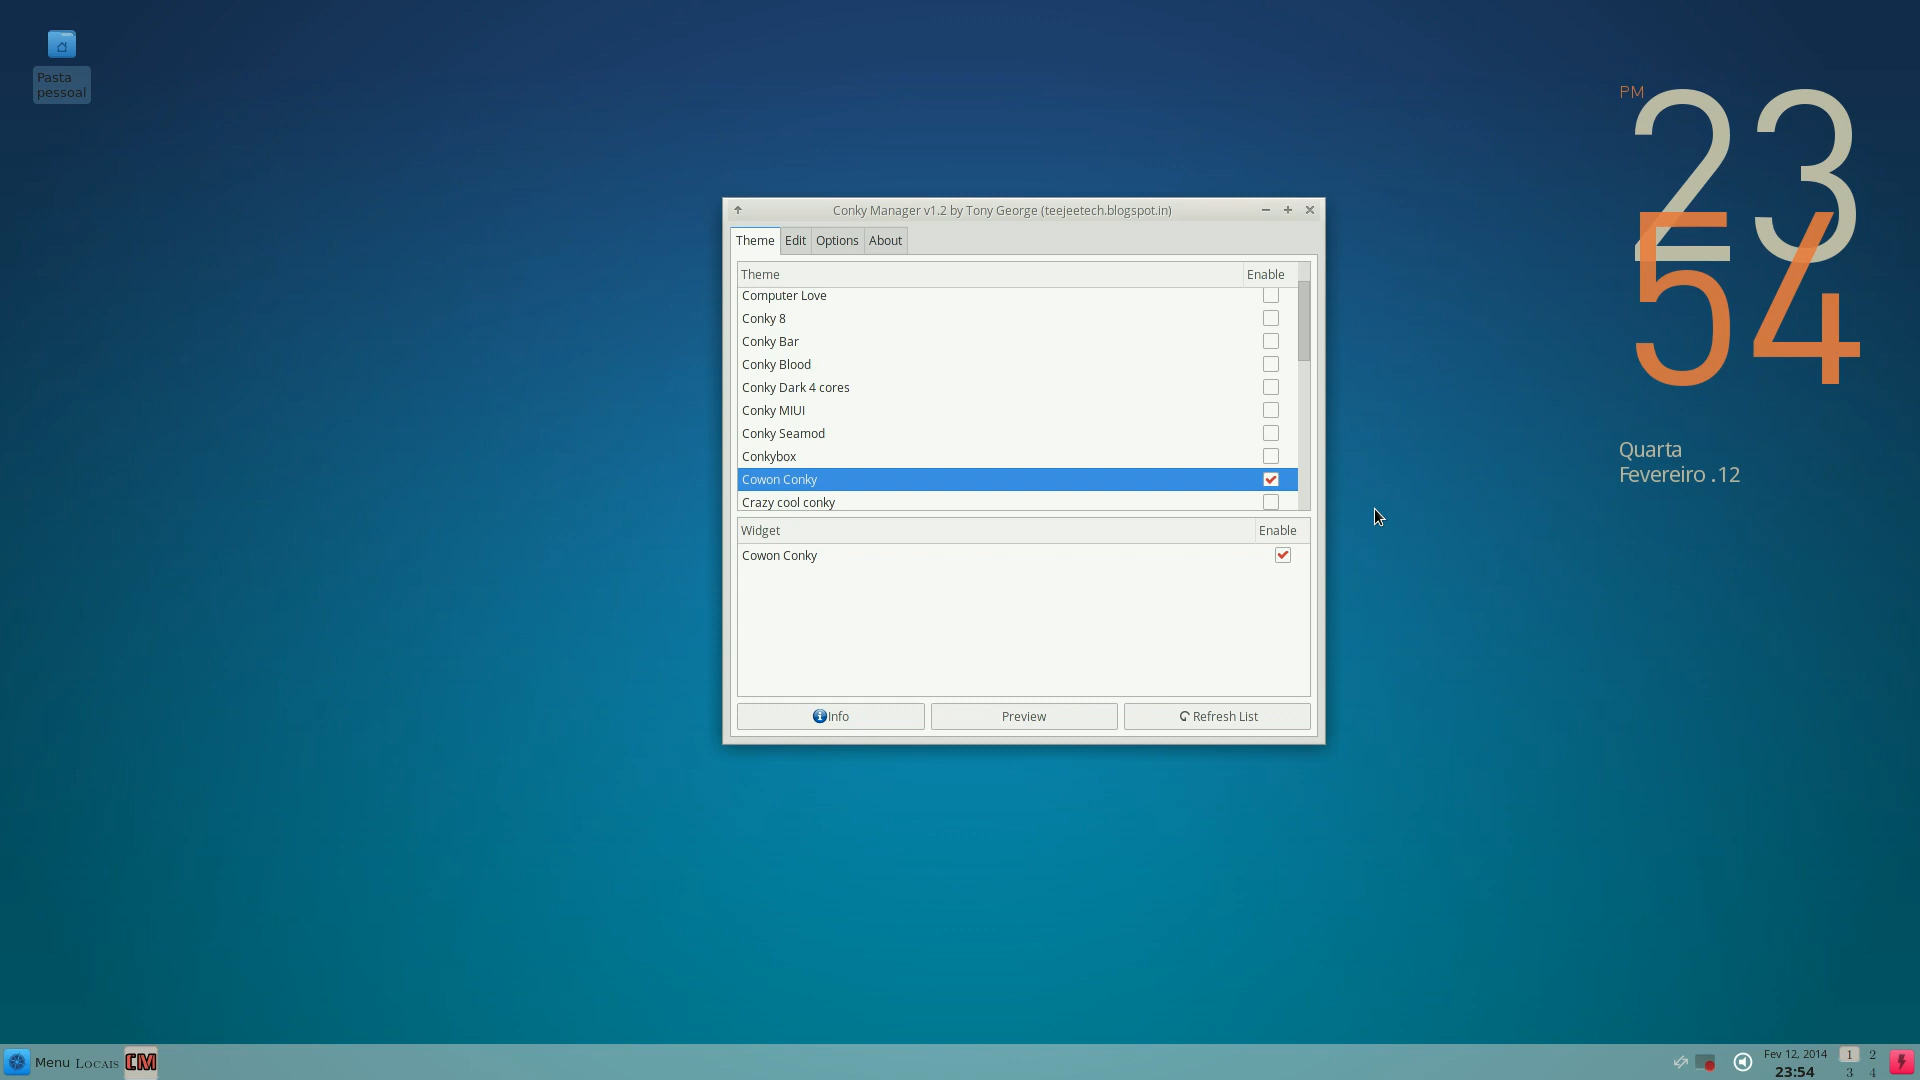 Pasta
pessoal
PM
23
54
Quarta
Fevereiro .12
Conky Manager v1.2 by Tony George (teejeetech.blogspot.in)
Theme Edit Options About
Theme Enable
Computer Love
Conky 8
Conky Bar
Conky Blood
Conky Dark 4 cores
Conky MIUI
Conky Seamod
Conkybox
Cowon Conky
Crazy cool conky
Widget Enable
Cowon Conky
Info Preview Refresh List
Menu Locais CM
Fev 12, 2014
23:54
1 2
3 4